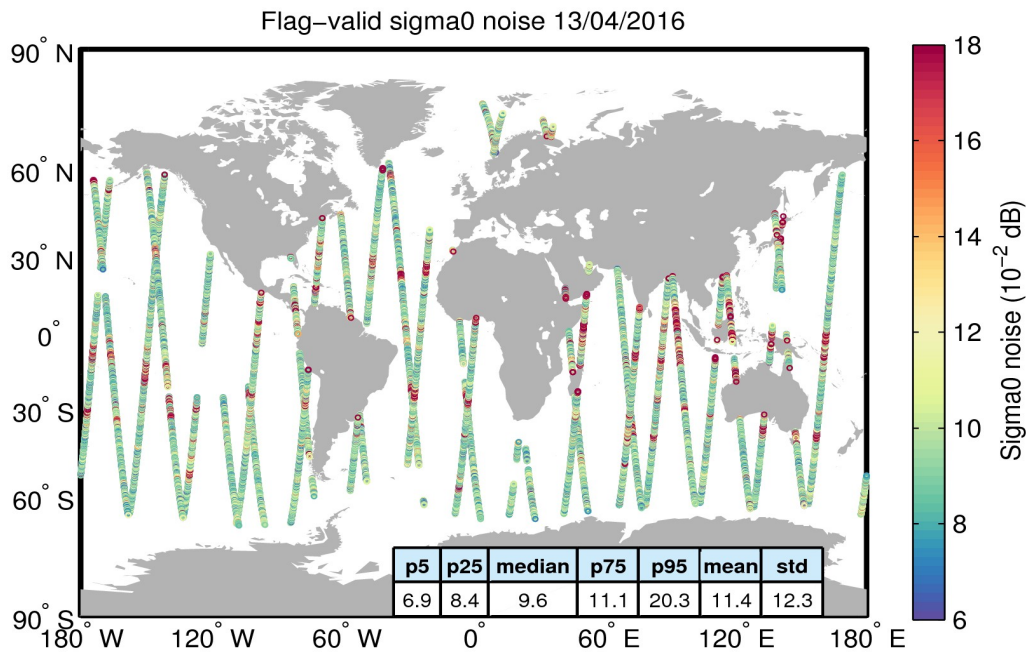 Flag−valid sigma0 noise 13/04/2016
90° N
60° N
30° N
0°
30° S
60° S
90° S
180° W
120° W
60° W
0°
60° E
120° E
180° E
p5 p25 median p75 p95 mean std
6.9 8.4 9.6 11.1 20.3 11.4 12.3
18
16
14
12
10
8
6
Sigma0 noise (10⁻² dB)